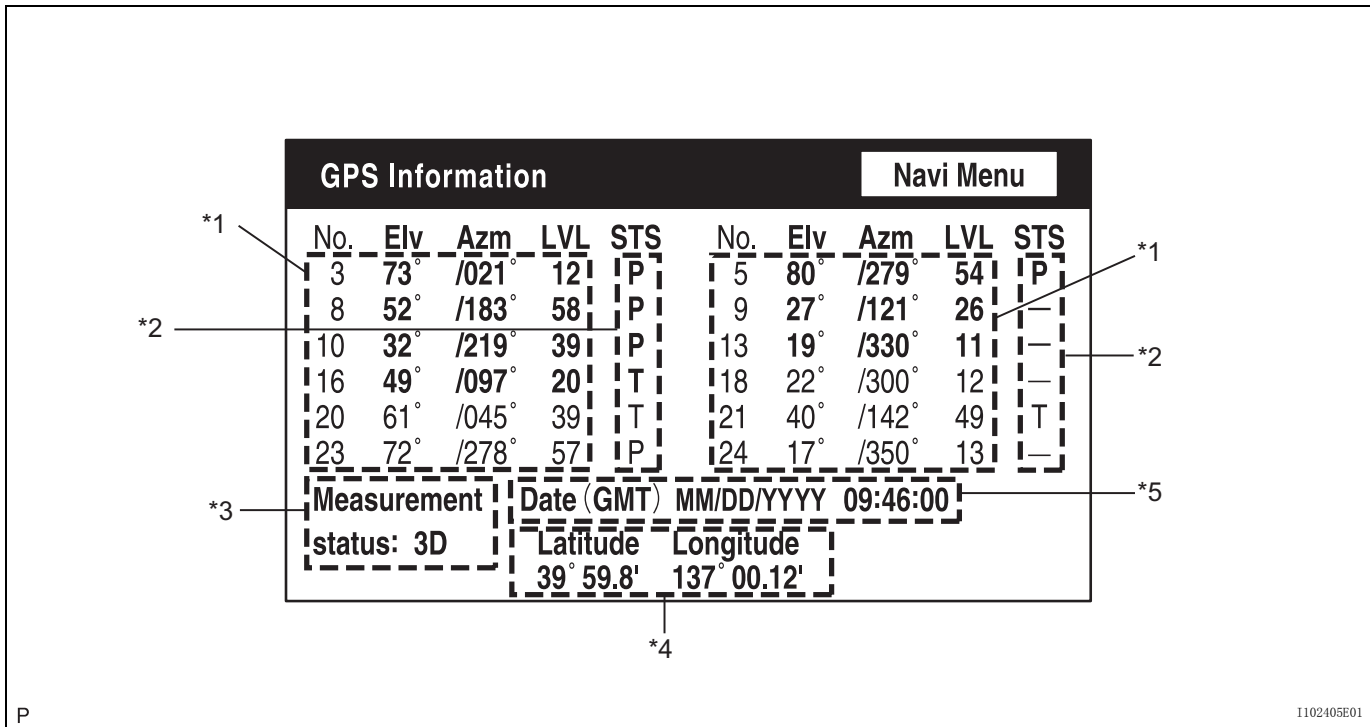 GPS Information Navi Menu
No. Elv Azm LVL STS No. Elv Azm LVL STS
*1 3 73° /021° 12 P 5 80° /279° 54 P *1
8 52° /183° 58 P 9 27° /121° 26 —
*2 10 32° /219° 39 P 13 19° /330° 11 — *2
16 49° /097° 20 T 18 22° /300° 12 —
20 61° /045° 39 T 21 40° /142° 49 T
23 72° /278° 57 P 24 17° /350° 13 —
*3 Measurement Date (GMT) MM/DD/YYYY 09:46:00 *5
status: 3D Latitude Longitude
39° 59.8' 137° 00.12'
*4
P I102405E01